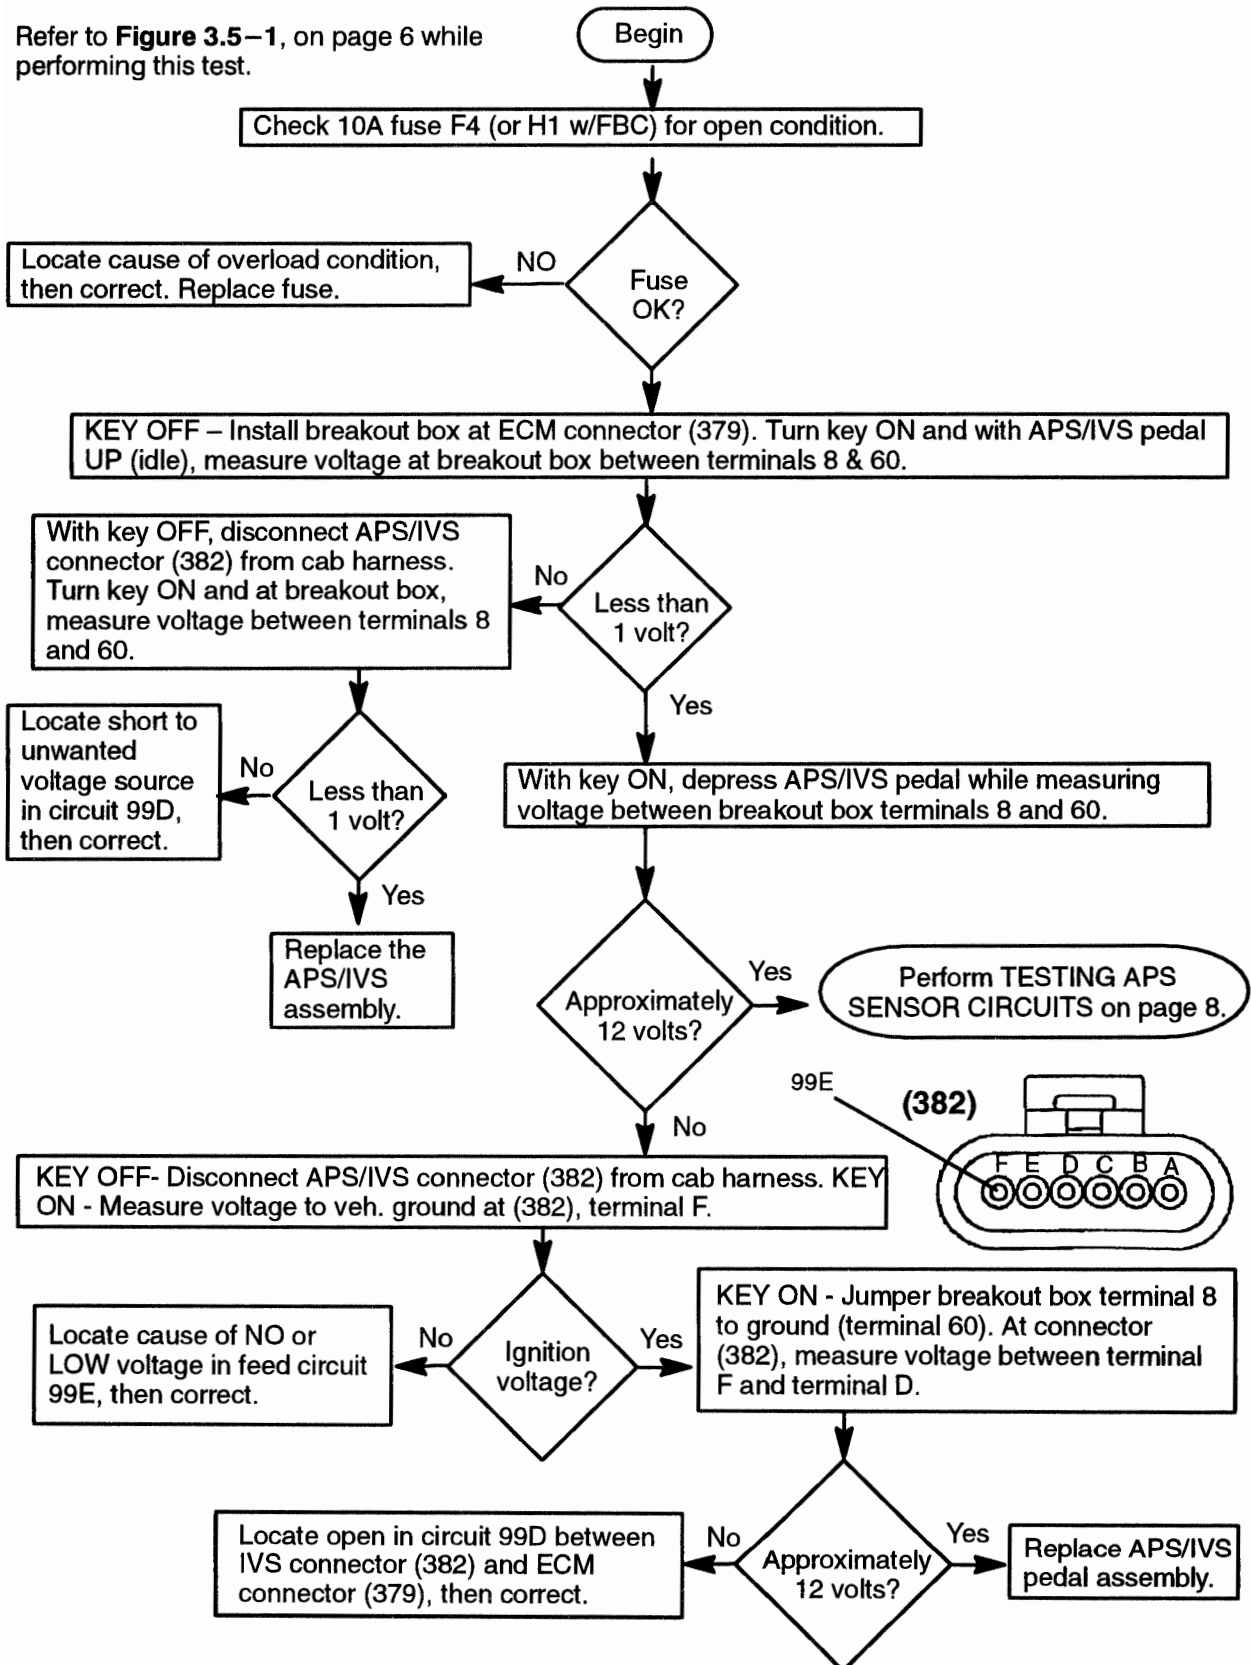 Refer to Figure 3.5–1, on page 6 while
performing this test.
Begin
Check 10A fuse F4 (or H1 w/FBC) for open condition.
Fuse
OK?
NO
Locate cause of overload condition,
then correct. Replace fuse.
KEY OFF – Install breakout box at ECM connector (379). Turn key ON and with APS/IVS pedal
UP (idle), measure voltage at breakout box between terminals 8 & 60.
Less than
1 volt?
No
With key OFF, disconnect APS/IVS
connector (382) from cab harness.
Turn key ON and at breakout box,
measure voltage between terminals 8
and 60.
Less than
1 volt?
No
Locate short to
unwanted
voltage source
in circuit 99D,
then correct.
Yes
Replace the
APS/IVS
assembly.
Yes
With key ON, depress APS/IVS pedal while measuring
voltage between breakout box terminals 8 and 60.
Approximately
12 volts?
Yes
Perform TESTING APS
SENSOR CIRCUITS on page 8.
No
KEY OFF- Disconnect APS/IVS connector (382) from cab harness. KEY
ON - Measure voltage to veh. ground at (382), terminal F.
99E
(382)
F E D C B A
Ignition
voltage?
No
Locate cause of NO or
LOW voltage in feed circuit
99E, then correct.
Yes
KEY ON - Jumper breakout box terminal 8
to ground (terminal 60). At connector
(382), measure voltage between terminal
F and terminal D.
Approximately
12 volts?
No
Locate open in circuit 99D between
IVS connector (382) and ECM
connector (379), then correct.
Yes
Replace APS/IVS
pedal assembly.